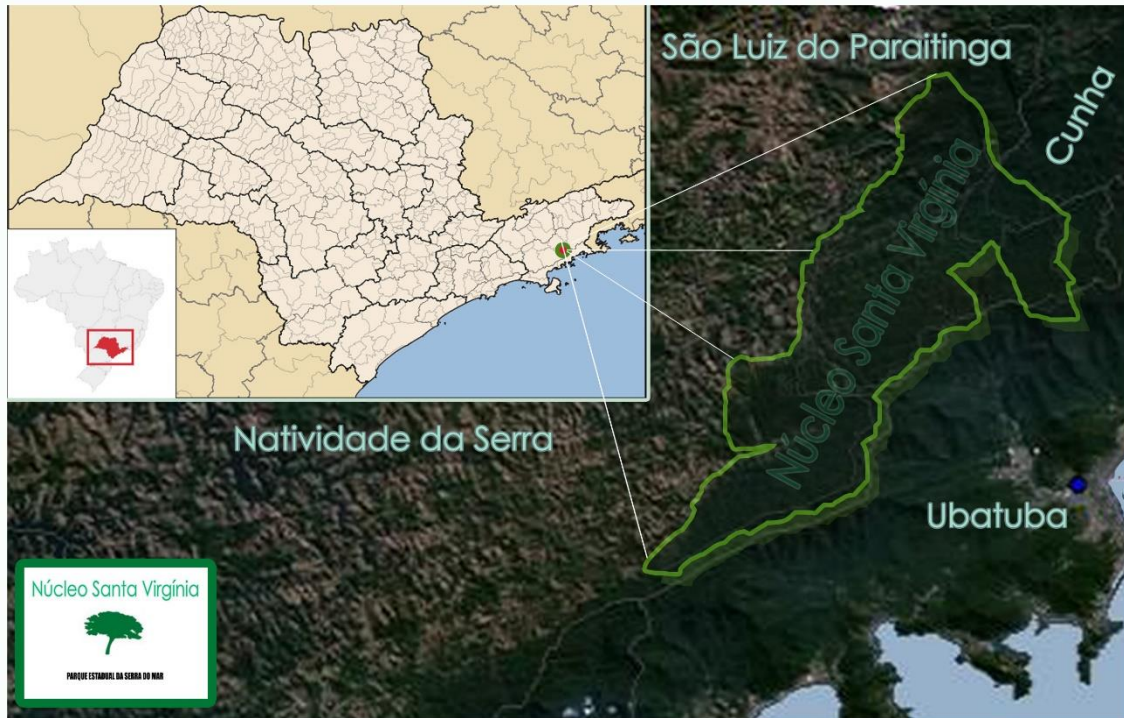 São Luiz do Paraitinga
Cunha
Núcleo Santa Virgínia
Natividade da Serra
Ubatuba
Núcleo Santa Virgínia
PARQUE ESTADUAL DA SERRA DO MAR